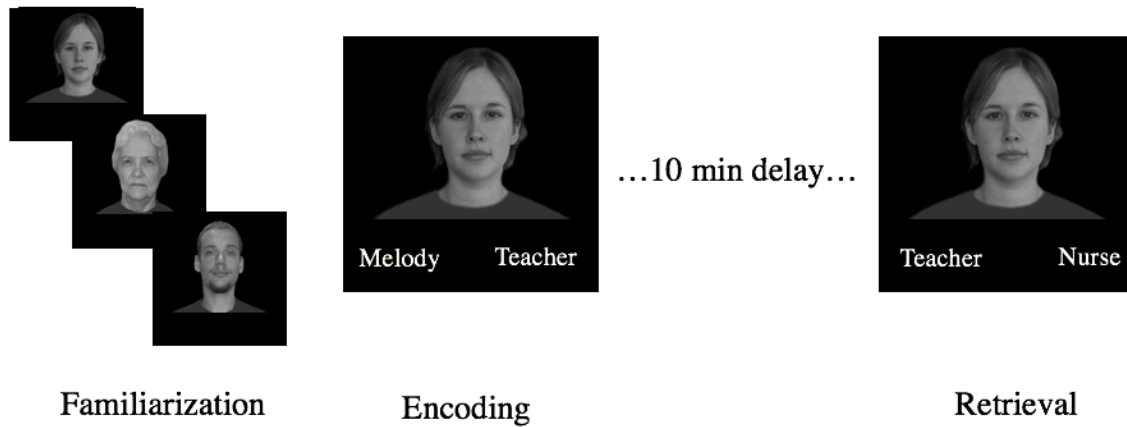 Melody Teacher
…10 min delay…
Teacher Nurse
Familiarization
Encoding
Retrieval